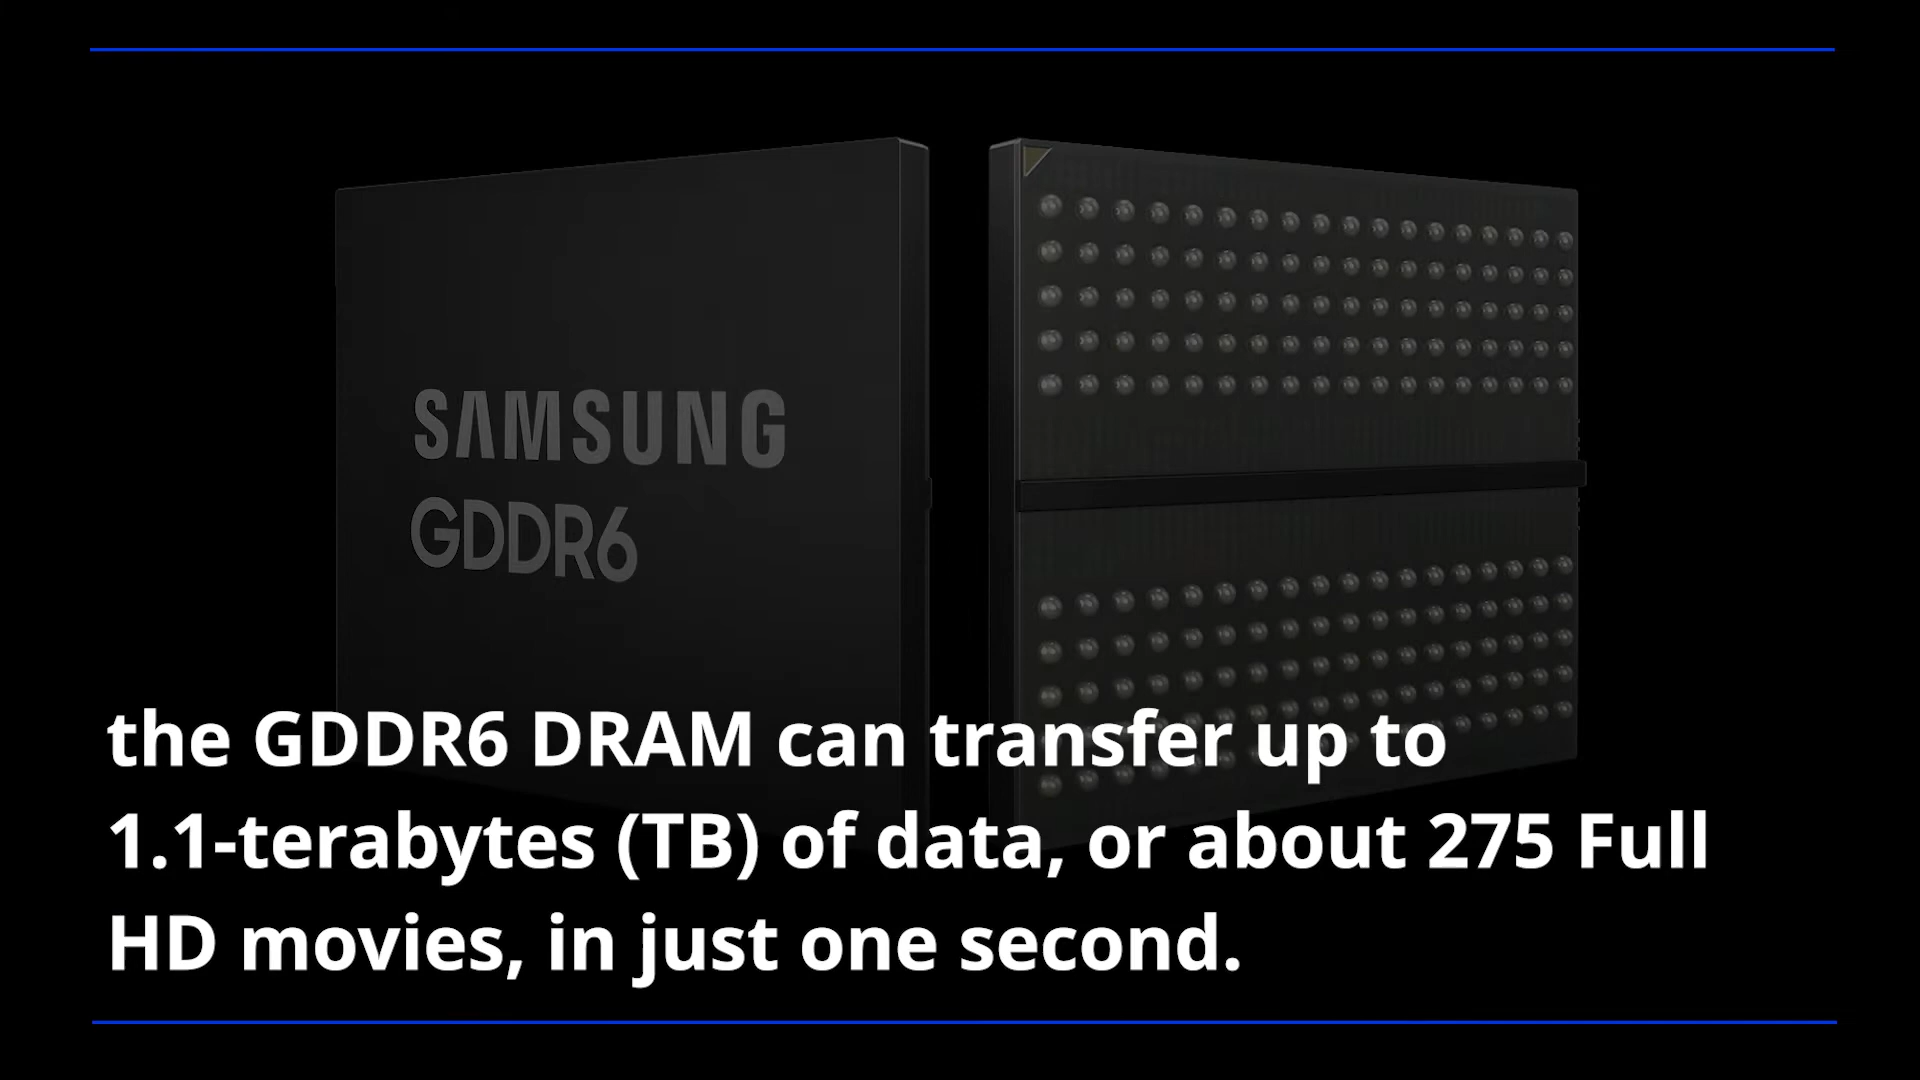 SAMSUNG
GDDR6
the GDDR6 DRAM can transfer up to
1.1-terabytes (TB) of data, or about 275 Full
HD movies, in just one second.